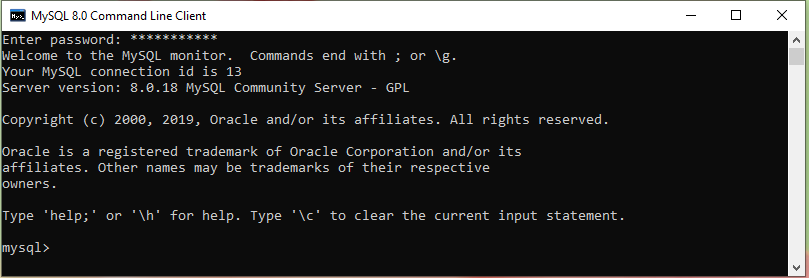 MySQL 8.0 Command Line Client
Enter password: ***********
Welcome to the MySQL monitor.  Commands end with ; or \g.
Your MySQL connection id is 13
Server version: 8.0.18 MySQL Community Server - GPL
Copyright (c) 2000, 2019, Oracle and/or its affiliates. All rights reserved.
Oracle is a registered trademark of Oracle Corporation and/or its
affiliates. Other names may be trademarks of their respective
owners.
Type 'help;' or '\h' for help. Type '\c' to clear the current input statement.
mysql>